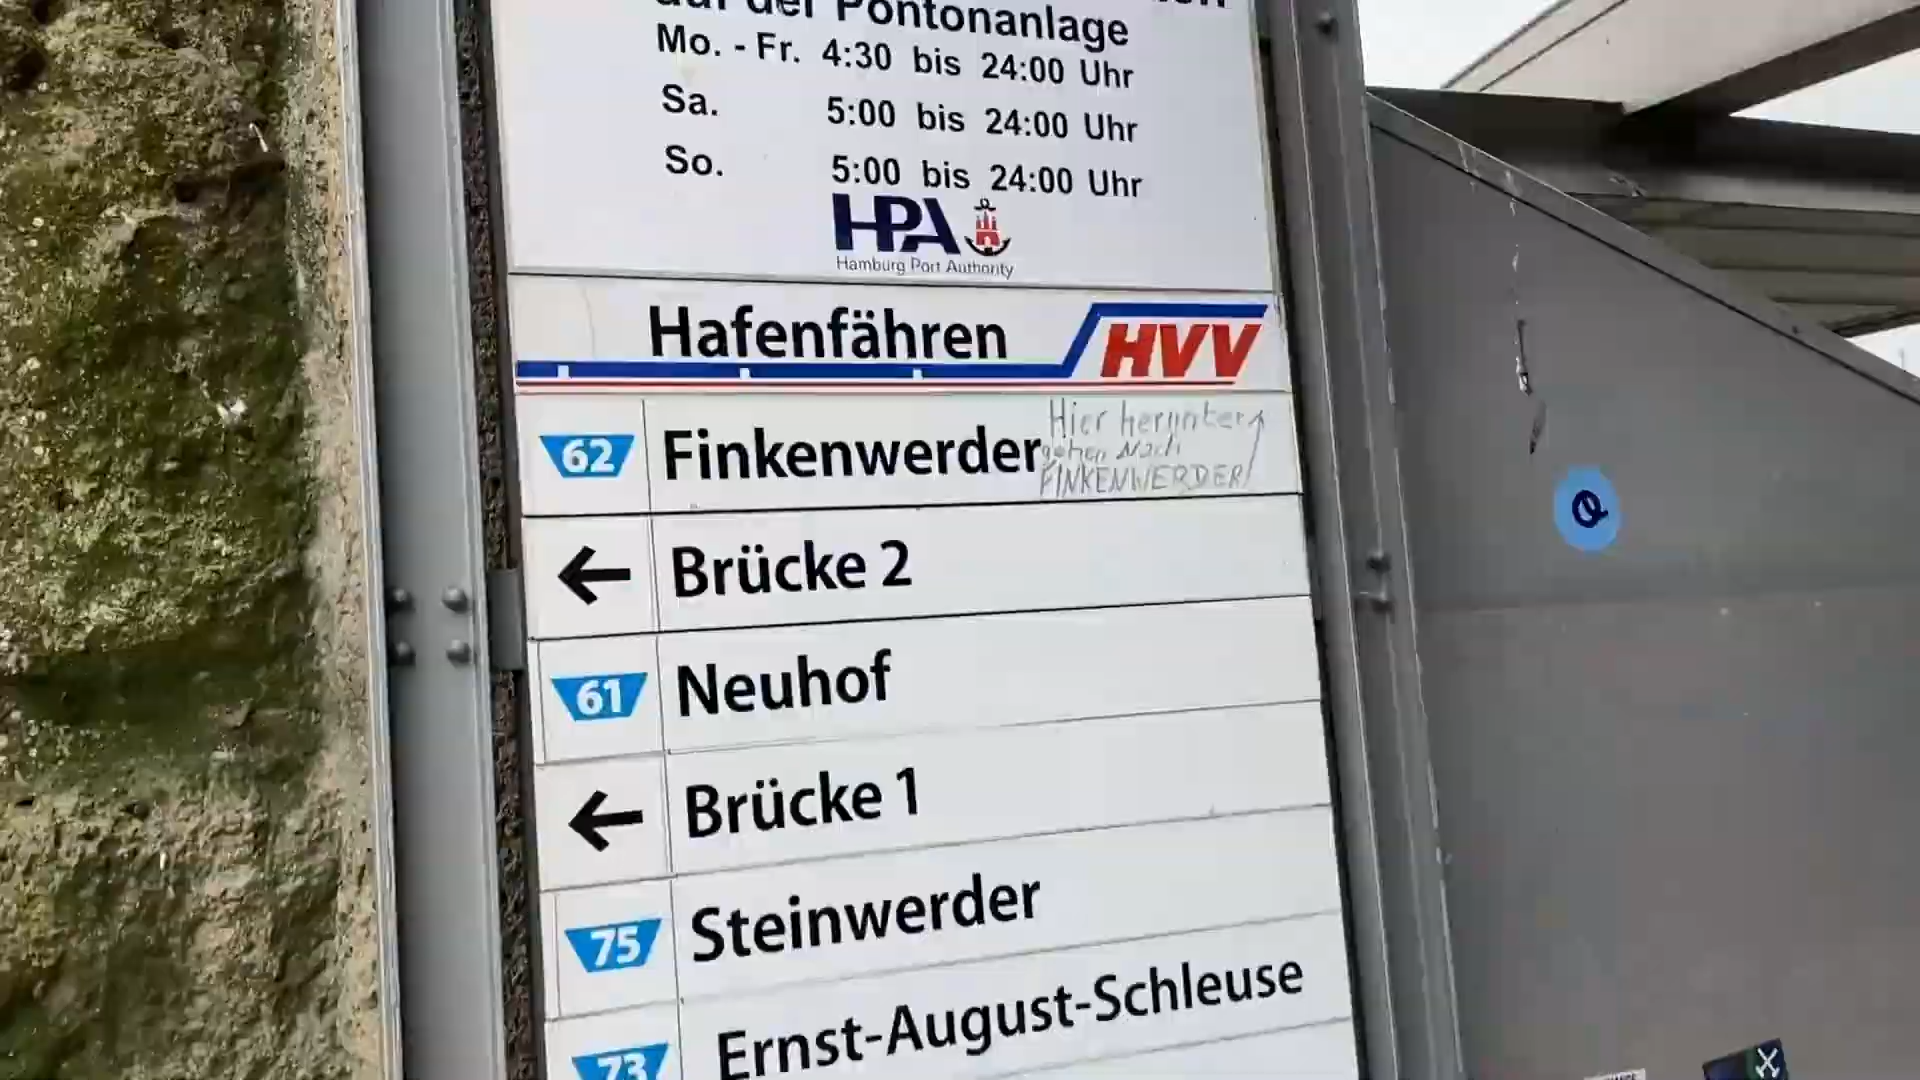 auf der Pontonanlage
Mo. - Fr. 4:30 bis 24:00 Uhr
Sa. 5:00 bis 24:00 Uhr
So. 5:00 bis 24:00 Uhr
HPA
Hamburg Port Authority
Hafenfähren HVV
62 Finkenwerder
Hier herunter
gehen Nach
FINKENWERDER!
← Brücke 2
61 Neuhof
← Brücke 1
75 Steinwerder
73 Ernst-August-Schleuse